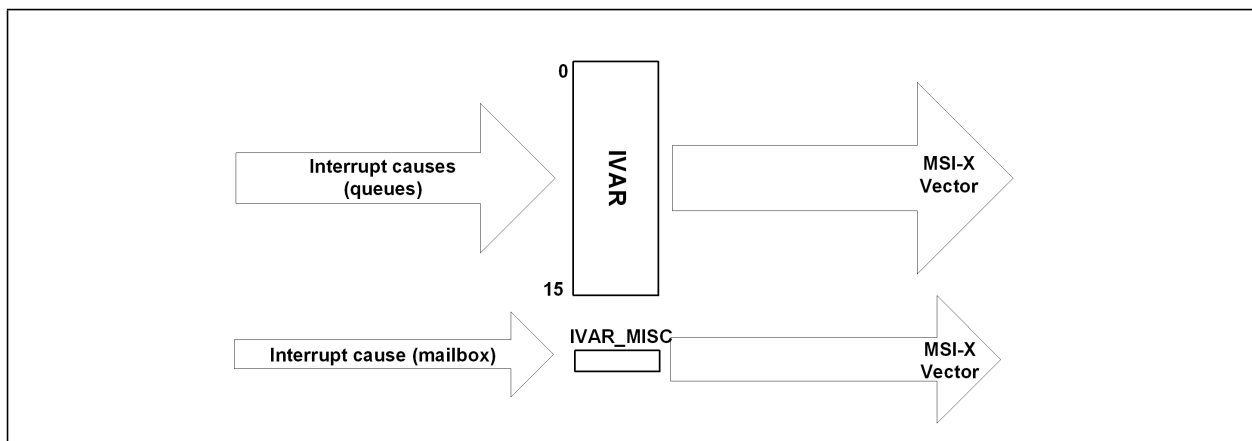 0
Interrupt causes
(queues)
IVAR
MSI-X
Vector
15
IVAR_MISC
Interrupt cause (mailbox)
MSI-X
Vector